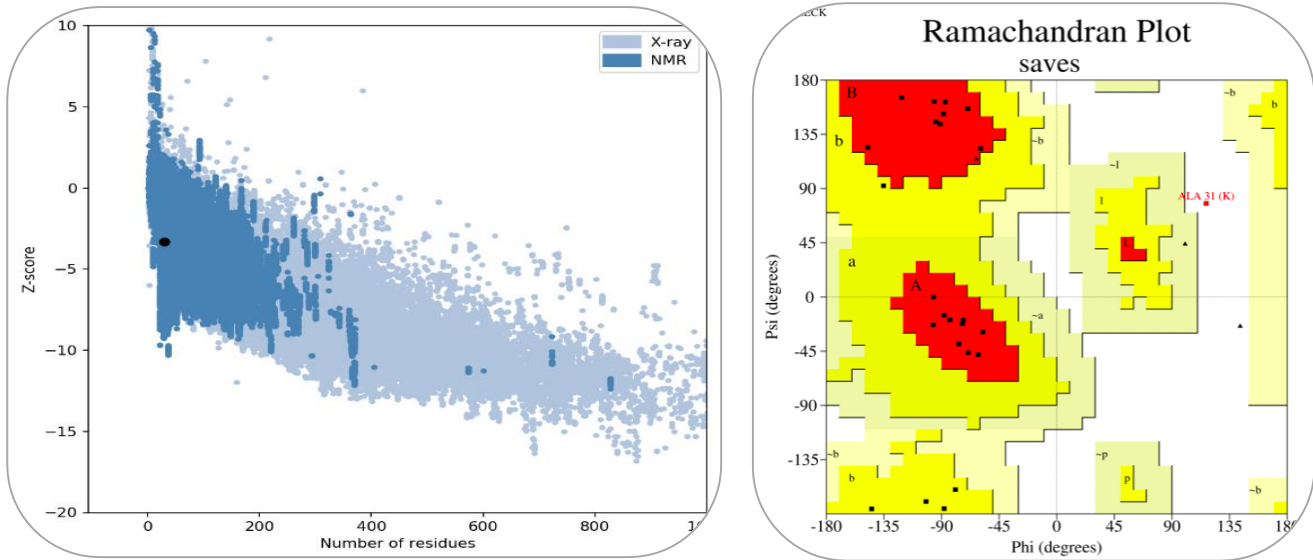 10
5
0
−5
−10
−15
−20
Z-score
0
200
400
600
800
Number of residues
X-ray
NMR
ECK
Ramachandran Plot
saves
180
135
90
45
0
-45
-90
-135
-180
-135
-90
-45
0
45
90
135
180
Psi (degrees)
Phi (degrees)
B
b
~b
~l
l
L
ALA 31 (K)
~b
b
a
A
~a
~b
b
~p
p
~b